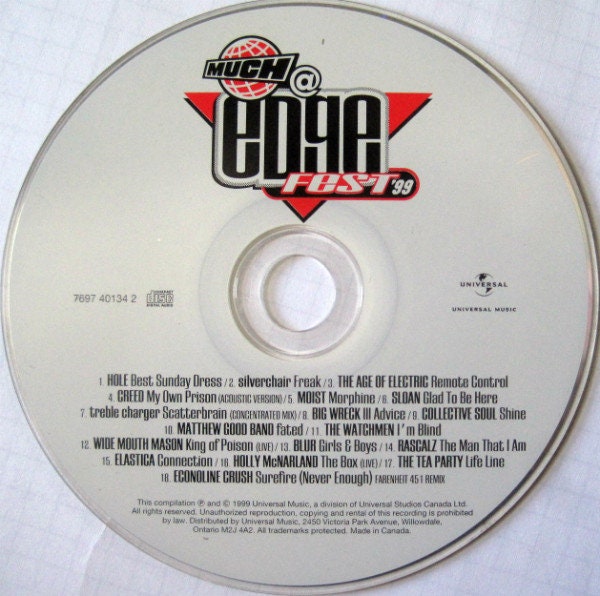 MUCH @
edge
FesT '99
7697 40134 2 COMPACT disc DIGITAL AUDIO
UNIVERSAL
UNIVERSAL MUSIC
1. HOLE Best Sunday Dress / 2. silverchair Freak / 3. THE AGE OF ELECTRIC Remote Control
4. CREED My Own Prison (ACOUSTIC VERSION) / 5. MOIST Morphine / 6. SLOAN Glad To Be Here
7. treble charger Scatterbrain (CONCENTRATED MIX) / 8. BIG WRECK Ill Advice / 9. COLLECTIVE SOUL Shine
10. MATTHEW GOOD BAND fated / 11. THE WATCHMEN I'm Blind
12. WIDE MOUTH MASON King of Poison (LIVE) / 13. BLUR Girls & Boys / 14. RASCALZ The Man That I Am
15. ELASTICA Connection / 16. HOLLY McNARLAND The Box (LIVE) / 17. THE TEA PARTY Life Line
18. ECONOLINE CRUSH Surefire (Never Enough) FARENHEIT 451 REMIX
This compilation ℗ and © 1999 Universal Music, a division of Universal Studios Canada Ltd.
All rights reserved. Unauthorized reproduction, copying and rental of this recording is prohibited
by law. Distributed by Universal Music, 2450 Victoria Park Avenue, Willowdale,
Ontario M2J 4A2. All trademarks protected. Made in Canada.